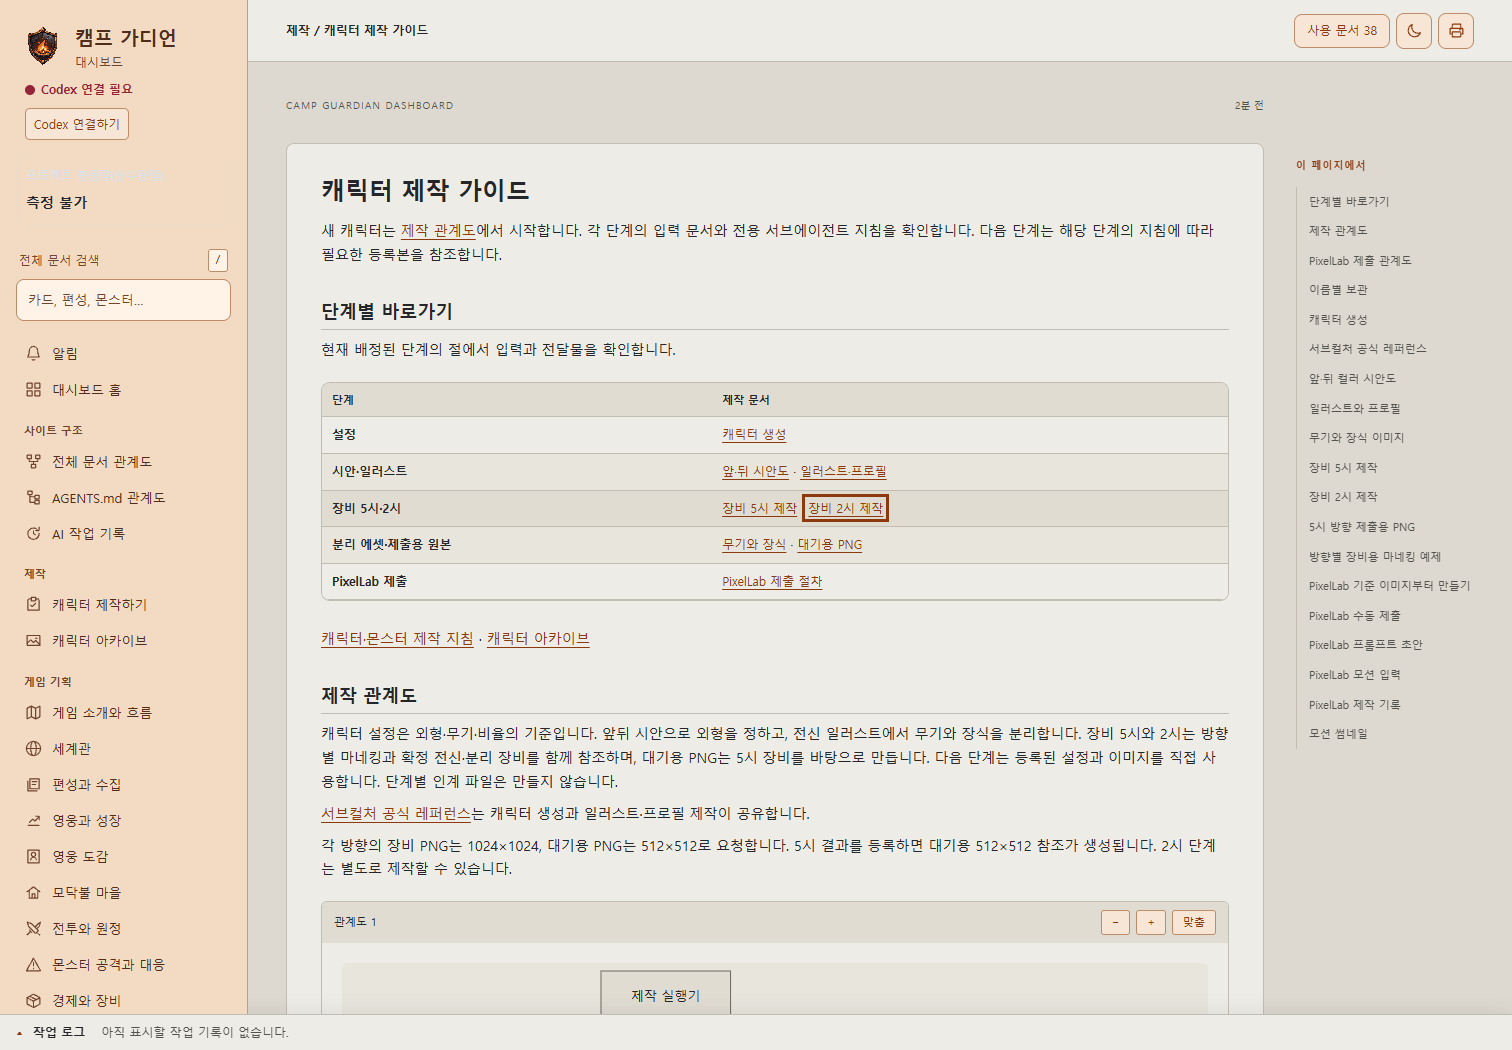 캠프 가디언
대시보드
Codex 연결 필요
Codex 연결하기
측정 불가
전체 문서 검색
/
카드, 편성, 몬스터...
알림
대시보드 홈
사이트 구조
전체 문서 관계도
AGENTS.md 관계도
AI 작업 기록
제작
캐릭터 제작하기
캐릭터 아카이브
게임 기획
게임 소개와 흐름
세계관
편성과 수집
영웅과 성장
영웅 도감
모닥불 마을
전투와 원정
몬스터 공격과 대응
경제와 장비
제작 / 캐릭터 제작 가이드
사용 문서 38
CAMP GUARDIAN DASHBOARD
2분 전
캐릭터 제작 가이드
새 캐릭터는 제작 관계도에서 시작합니다. 각 단계의 입력 문서와 전용 서브에이전트 지침을 확인합니다. 다음 단계는 해당 단계의 지침에 따라
필요한 등록본을 참조합니다.
단계별 바로가기
현재 배정된 단계의 절에서 입력과 전달물을 확인합니다.
단계 제작 문서
설정 캐릭터 생성
시안·일러스트 앞·뒤 시안도 · 일러스트·프로필
장비 5시·2시 장비 5시 제작 장비 2시 제작
분리 에셋·제출용 원본 무기와 장식 · 대기용 PNG
PixelLab 제출 PixelLab 제출 절차
캐릭터·몬스터 제작 지침 · 캐릭터 아카이브
제작 관계도
캐릭터 설정은 외형·무기·비율의 기준입니다. 앞뒤 시안으로 외형을 정하고, 전신 일러스트에서 무기와 장식을 분리합니다. 장비 5시와 2시는 방향
별 마네킹과 확정 전신·분리 장비를 함께 참조하며, 대기용 PNG는 5시 장비를 바탕으로 만듭니다. 다음 단계는 등록된 설정과 이미지를 직접 사
용합니다. 단계별 인계 파일은 만들지 않습니다.
서브컬처 공식 레퍼런스는 캐릭터 생성과 일러스트·프로필 제작이 공유합니다.
각 방향의 장비 PNG는 1024×1024, 대기용 PNG는 512×512로 요청합니다. 5시 결과를 등록하면 대기용 512×512 참조가 생성됩니다. 2시 단계
는 별도로 제작할 수 있습니다.
관계도 1
− + 맞춤
제작 실행기
이 페이지에서
단계별 바로가기
제작 관계도
PixelLab 제출 관계도
이름별 보관
캐릭터 생성
서브컬처 공식 레퍼런스
앞·뒤 컬러 시안도
일러스트와 프로필
무기와 장식 이미지
장비 5시 제작
장비 2시 제작
5시 방향 제출용 PNG
방향별 장비용 마네킹 예제
PixelLab 기준 이미지부터 만들기
PixelLab 수동 제출
PixelLab 프롬프트 초안
PixelLab 모션 입력
PixelLab 제작 기록
모션 썸네일
작업 로그 아직 표시할 작업 기록이 없습니다.